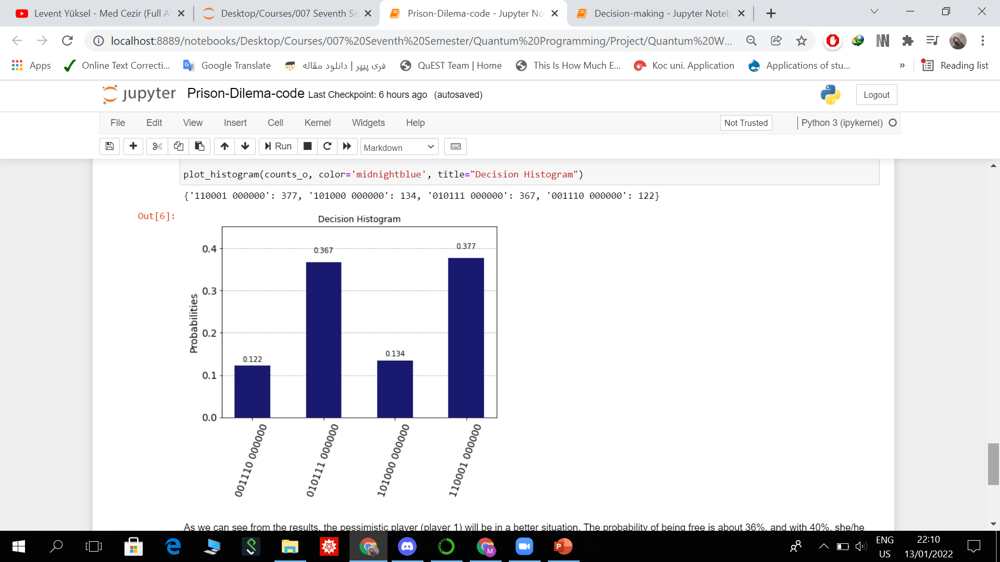 Levent Yüksel - Med Cezir (Full Al
Desktop/Courses/007 Seventh Se
Prison-Dilema-code - Jupyter No
Decision-making - Jupyter Noteb
localhost:8889/notebooks/Desktop/Courses/007%20Seventh%20Semester/Quantum%20Programming/Project/Quantum%20W...
Apps
Online Text Correcti...
Google Translate
فری پیپر | دانلود مقاله
QuEST Team | Home
This Is How Much E...
Koc uni. Application
Applications of stu...
»
Reading list
jupyter Prison-Dilema-code Last Checkpoint: 6 hours ago (autosaved)
Logout
File Edit View Insert Cell Kernel Widgets Help
Not Trusted
Python 3 (ipykernel)
Run
Markdown
plot_histogram(counts_o, color='midnightblue', title="Decision Histogram")
{'110001 000000': 377, '101000 000000': 134, '010111 000000': 367, '001110 000000': 122}
Out[6]:
Decision Histogram
Probabilities
0.4
0.3
0.2
0.1
0.0
0.122
0.367
0.134
0.377
001110 000000
010111 000000
101000 000000
110001 000000
As we can see from the results, the pessimistic player (player 1) will be in a better situation. The probability of being free is about 36%, and with 40%, she/he
ENG
US
22:10
13/01/2022